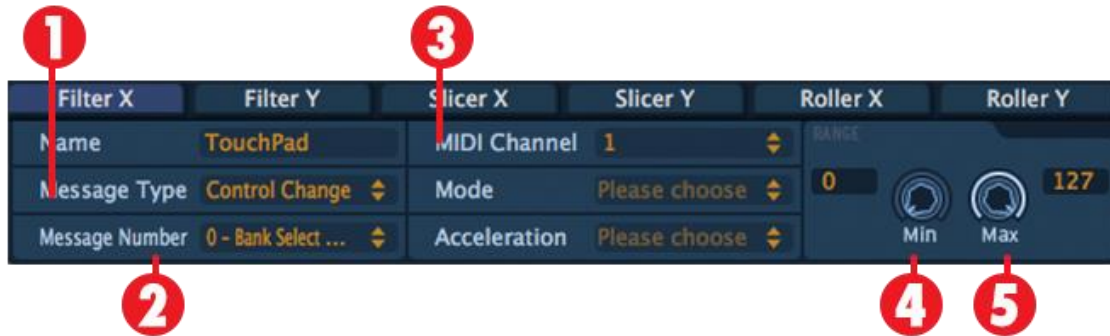 1 3
Filter X Filter Y Slicer X Slicer Y Roller X Roller Y
Name TouchPad MIDI Channel 1 RANGE
Message Type Control Change Mode Please choose 0 127
Message Number 0 - Bank Select ... Acceleration Please choose Min Max
2 4 5